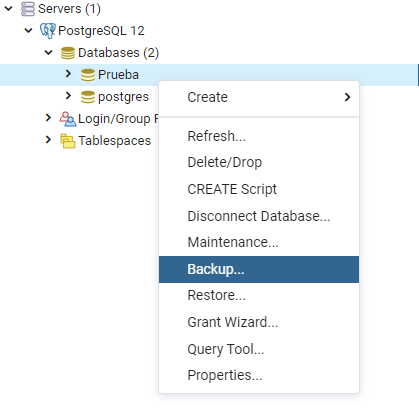 Servers (1)
PostgreSQL 12
Databases (2)
Prueba
postgres
Login/Group
Tablespaces
Create
Refresh...
Delete/Drop
CREATE Script
Disconnect Database...
Maintenance...
Backup...
Restore...
Grant Wizard...
Query Tool...
Properties...